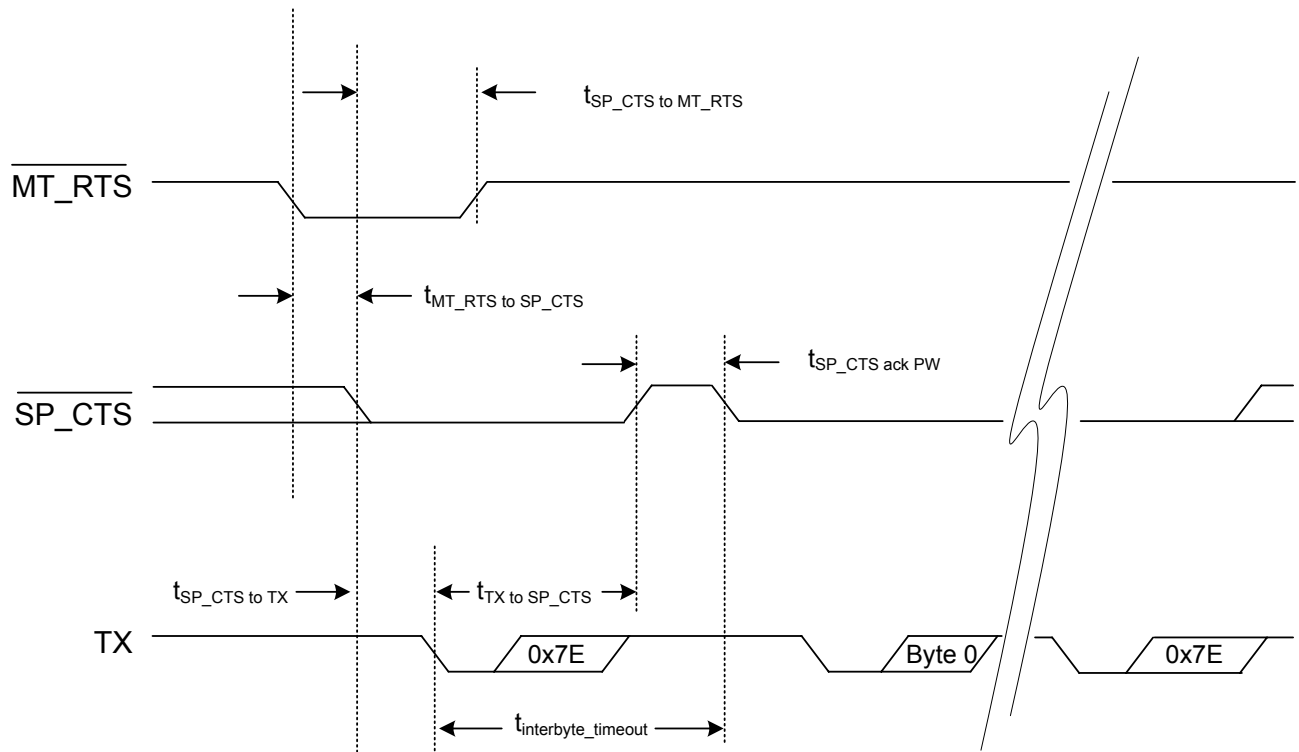 tSP_CTS to MT_RTS
MT_RTS
tMT_RTS to SP_CTS
tSP_CTS ack PW
SP_CTS
tSP_CTS to TX
tTX to SP_CTS
TX
0x7E
Byte 0
0x7E
tinterbyte_timeout